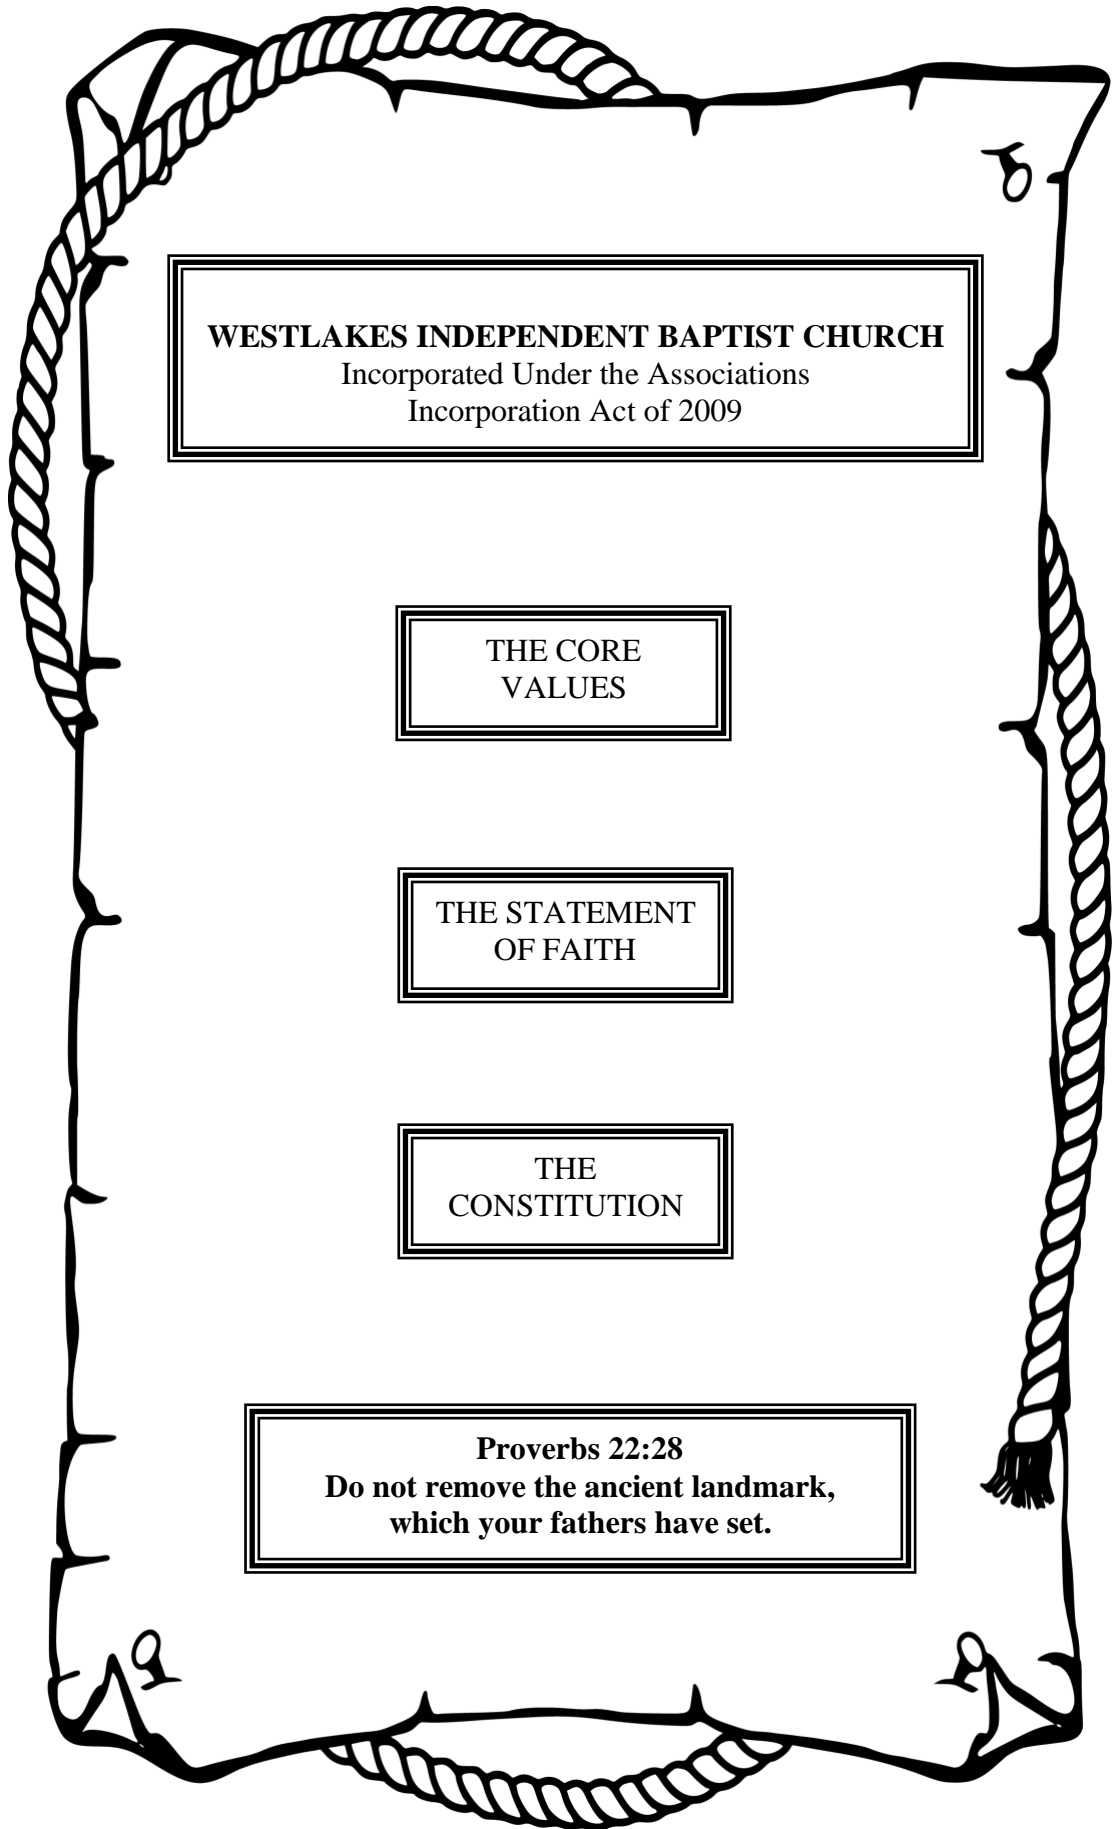 WESTLAKES INDEPENDENT BAPTIST CHURCH
Incorporated Under the Associations
Incorporation Act of 2009
THE CORE
VALUES
THE STATEMENT
OF FAITH
THE
CONSTITUTION
Proverbs 22:28
Do not remove the ancient landmark,
which your fathers have set.